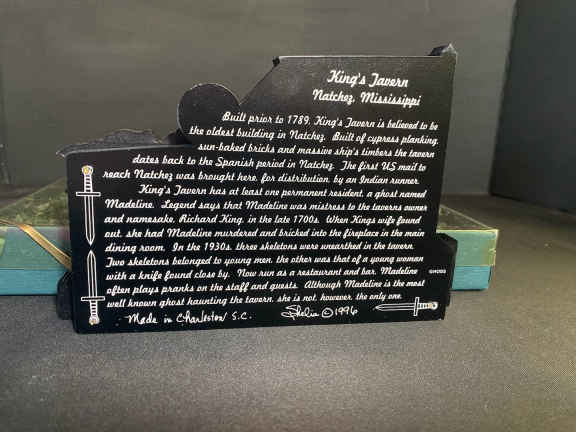 King's Tavern
Natchez, Mississippi
Built prior to 1789, King's Tavern is believed to be
the oldest building in Natchez. Built of cypress planking,
sun-baked bricks and massive ship's timbers the tavern
dates back to the Spanish period in Natchez. The first US mail to
reach Natchez was brought here, for distribution, by an Indian runner.
King's Tavern has at least one permanent resident, a ghost named
Madeline. Legend says that Madeline was mistress to the taverns owner
and namesake, Richard King, in the late 1700s. When Kings wife found
out, she had Madeline murdered and bricked into the fireplace in the main
dining room. In the 1930s, three skeletons were unearthed in the tavern.
Two skeletons belonged to young men, the other was that of a young woman
with a knife found close by. Now run as a restaurant and bar, Madeline
often plays pranks on the staff and guests. Although Madeline is the most
well known ghost haunting the tavern, she is not, however, the only one.
Made in Charleston S.C. Shelia © 1996